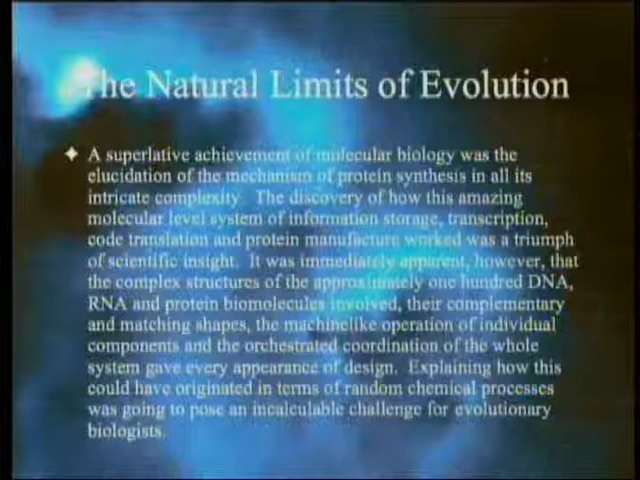 The Natural Limits of Evolution
A superlative achievement of molecular biology was the
elucidation of the mechanism of protein synthesis in all its
intricate complexity. The discovery of how this amazing
molecular level system of information storage, transcription,
code translation and protein manufacture worked was a triumph
of scientific insight. It was immediately apparent, however, that
the complex structures of the approximately one hundred DNA,
RNA and protein biomolecules involved, their complementary
and matching shapes, the machinelike operation of individual
components and the orchestrated coordination of the whole
system gave every appearance of design. Explaining how this
could have originated in terms of random chemical processes
was going to pose an incalculable challenge for evolutionary
biologists.